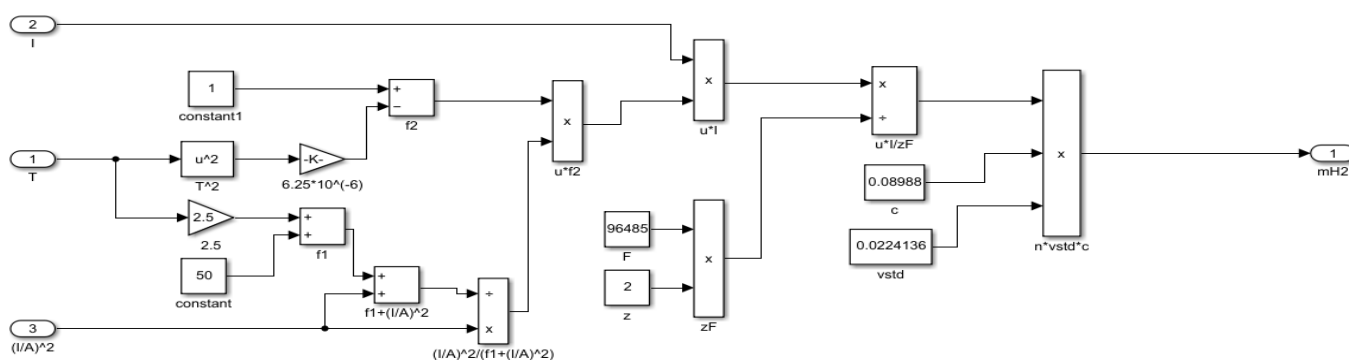 2
I
1
constant1
+
−
f2
x
u*f2
x
u*I
x
÷
u*I/zF
1
T
u^2
T^2
-K-
6.25*10^(-6)
2.5
2.5
+
+
f1
50
constant
+
+
f1+(I/A)^2
÷
x
(I/A)^2/(f1+(I/A)^2)
3
(I/A)^2
96485
F
2
z
x
zF
0.08988
c
0.0224136
vstd
x
n*vstd*c
1
mH2